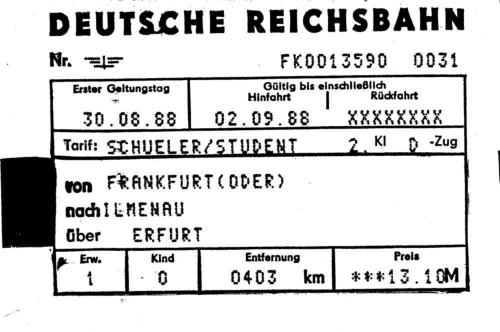 DEUTSCHE REICHSBAHN
Nr. FK0013590 0031
Erster Geltungstag
Gültig bis einschließlich
Hinfahrt Rückfahrt
30.08.88 02.09.88 XXXXXXXX
Tarif: SCHUELER/STUDENT 2. Kl D -Zug
von FRANKFURT(ODER)
nach ILMENAU
über ERFURT
Erw. Kind Entfernung Preis
1 0 0403 km ***13.10M